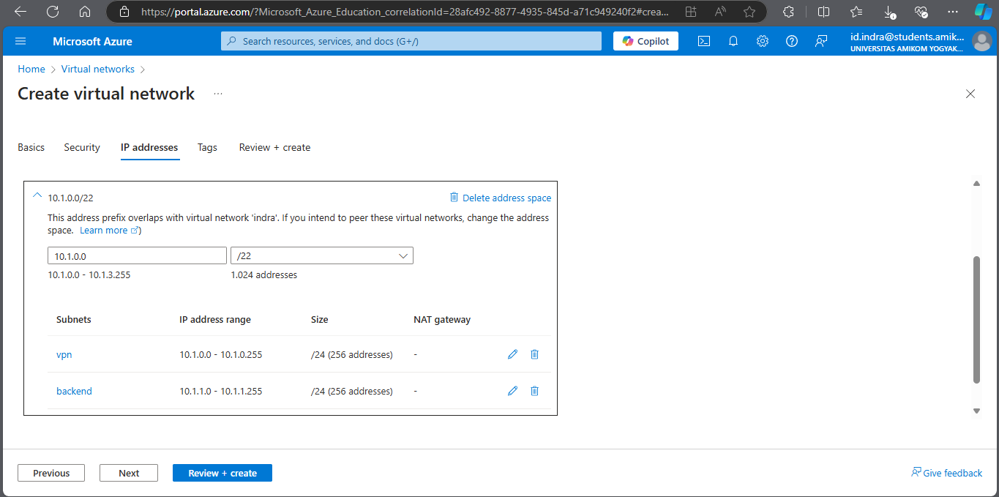 https://portal.azure.com/?Microsoft_Azure_Education_correlationId=28afc492-8877-4935-845d-a71c949240f2#crea...
Microsoft Azure
Search resources, services, and docs (G+/)
Copilot
id.indra@students.amik...
UNIVERSITAS AMIKOM YOGYAK...
Home > Virtual networks >
Create virtual network ...
Basics Security IP addresses Tags Review + create
10.1.0.0/22 Delete address space
This address prefix overlaps with virtual network 'indra'. If you intend to peer these virtual networks, change the address
space. Learn more )
10.1.0.0 /22
10.1.0.0 - 10.1.3.255 1.024 addresses
Subnets IP address range Size NAT gateway
vpn 10.1.0.0 - 10.1.0.255 /24 (256 addresses) -
backend 10.1.1.0 - 10.1.1.255 /24 (256 addresses) -
Previous Next Review + create Give feedback